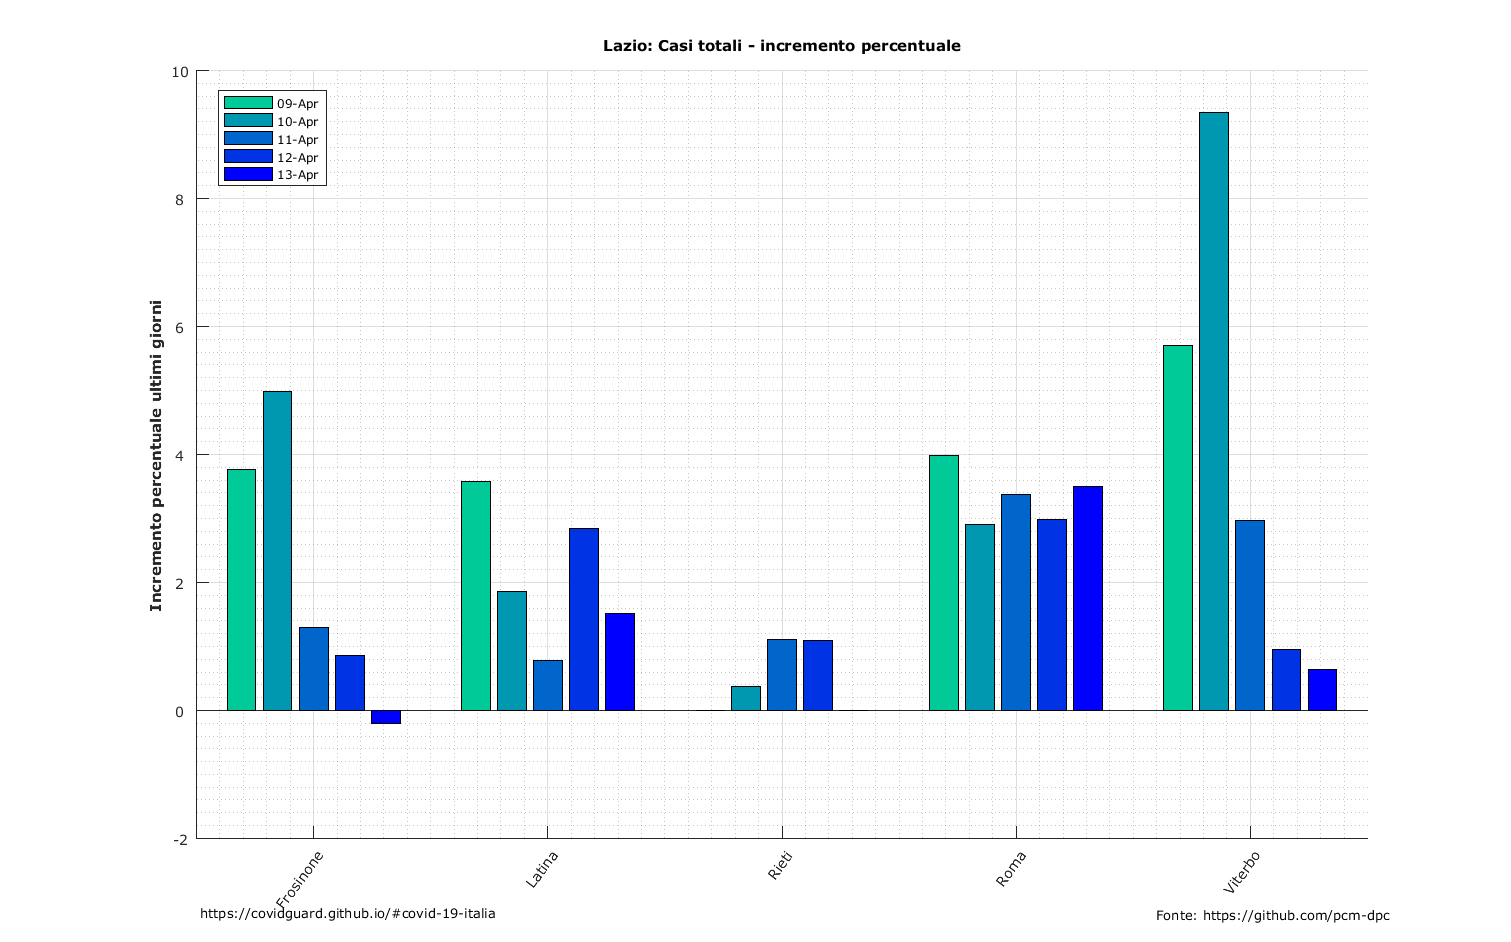 Lazio: Casi totali - incremento percentuale
10
8
6
4
2
0
-2
Incremento percentuale ultimi giorni
09-Apr
10-Apr
11-Apr
12-Apr
13-Apr
Frosinone
Latina
Rieti
Roma
Viterbo
https://covidguard.github.io/#covid-19-italia
Fonte: https://github.com/pcm-dpc